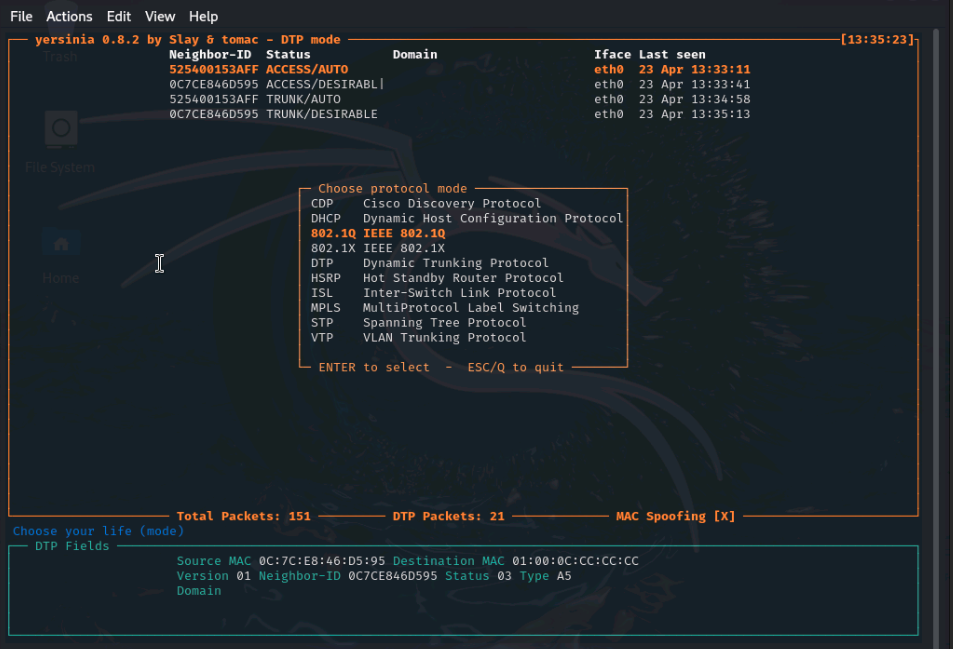 File Actions Edit View Help
yersinia 0.8.2 by Slay & tomac - DTP mode [13:35:23]
Neighbor-ID Status Domain Iface Last seen
Trash
525400153AFF ACCESS/AUTO eth0 23 Apr 13:33:11
0C7CE846D595 ACCESS/DESIRABL| eth0 23 Apr 13:33:41
525400153AFF TRUNK/AUTO eth0 23 Apr 13:34:58
0C7CE846D595 TRUNK/DESIRABLE eth0 23 Apr 13:35:13
File System
Choose protocol mode
CDP Cisco Discovery Protocol
DHCP Dynamic Host Configuration Protocol
802.1Q IEEE 802.1Q
802.1X IEEE 802.1X
DTP Dynamic Trunking Protocol
HSRP Hot Standby Router Protocol
Home
ISL Inter-Switch Link Protocol
MPLS MultiProtocol Label Switching
STP Spanning Tree Protocol
VTP VLAN Trunking Protocol
ENTER to select - ESC/Q to quit
Total Packets: 151 DTP Packets: 21 MAC Spoofing [X]
Choose your life (mode)
DTP Fields
Source MAC 0C:7C:E8:46:D5:95 Destination MAC 01:00:0C:CC:CC:CC
Version 01 Neighbor-ID 0C7CE846D595 Status 03 Type A5
Domain